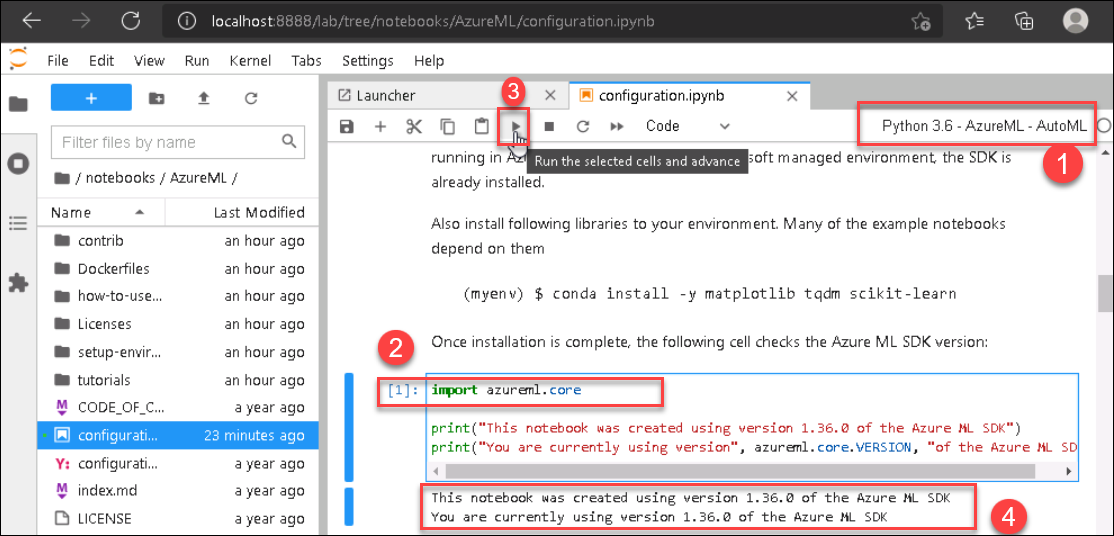 localhost:8888/lab/tree/notebooks/AzureML/configuration.ipynb
File Edit View Run Kernel Tabs Settings Help
+
Filter files by name
/ notebooks / AzureML /
Name Last Modified
contrib an hour ago
Dockerfiles an hour ago
how-to-use... an hour ago
Licenses an hour ago
setup-envir... an hour ago
tutorials an hour ago
CODE_OF_C... a year ago
configurati... 23 minutes ago
Y: configurati... a year ago
index.md a year ago
LICENSE a year ago
Launcher
3
configuration.ipynb
Code
Python 3.6 - AzureML - AutoML
1
Run the selected cells and advance
running in Az soft managed environment, the SDK is
already installed.
Also install following libraries to your environment. Many of the example notebooks
depend on them
(myenv) $ conda install -y matplotlib tqdm scikit-learn
Once installation is complete, the following cell checks the Azure ML SDK version:
2
[1]: import azureml.core
print("This notebook was created using version 1.36.0 of the Azure ML SDK")
print("You are currently using version", azureml.core.VERSION, "of the Azure ML SD
This notebook was created using version 1.36.0 of the Azure ML SDK
You are currently using version 1.36.0 of the Azure ML SDK
4